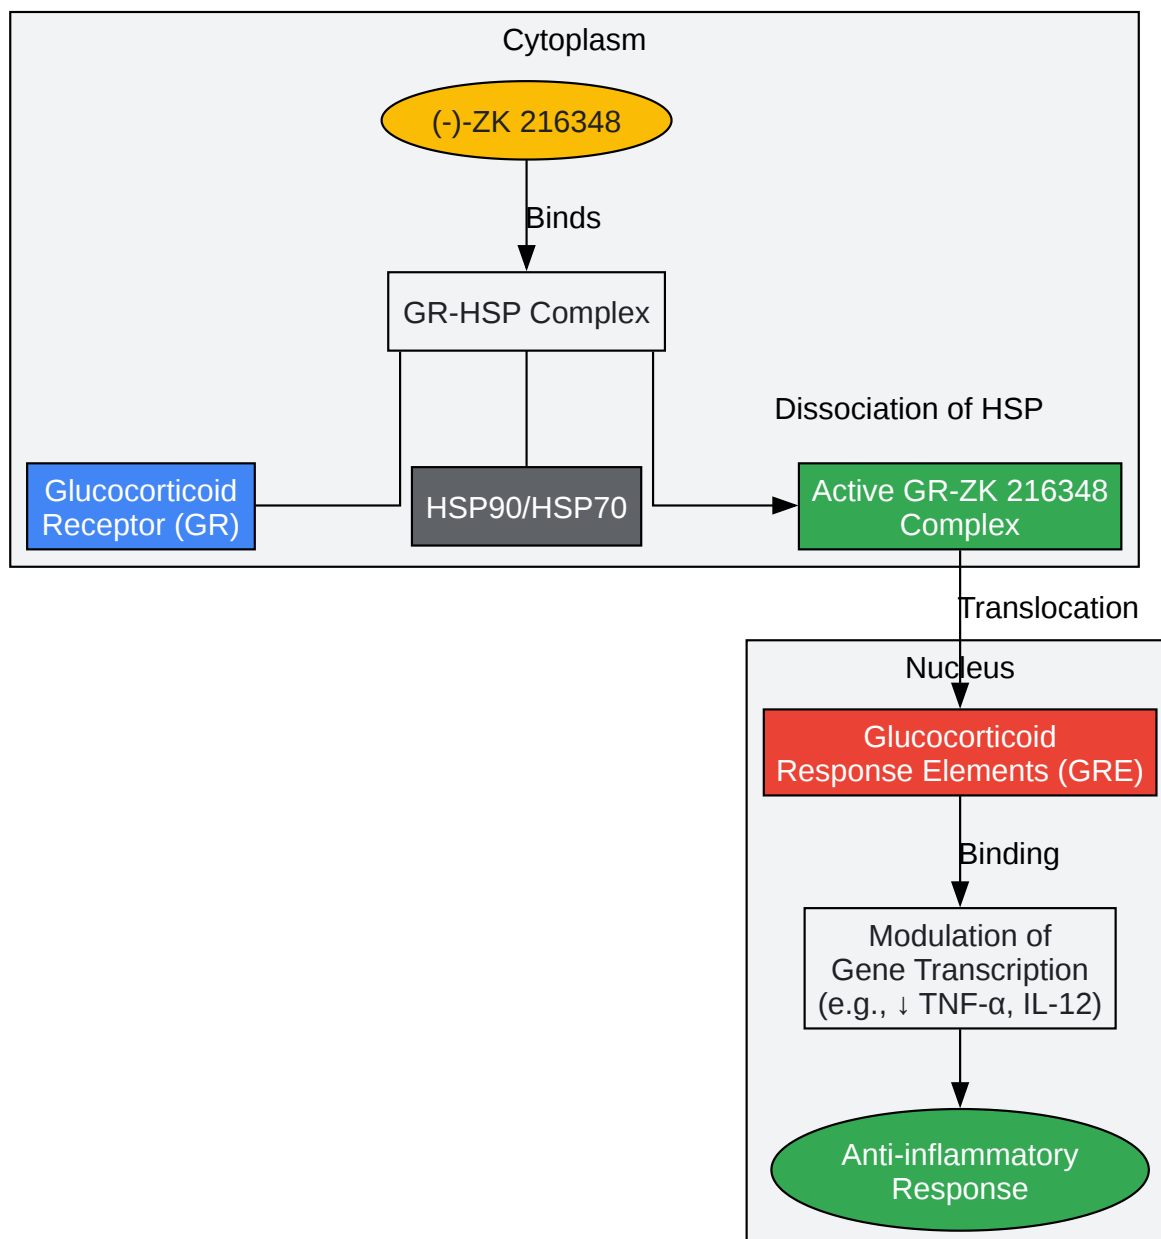 Cytoplasm
(-)-ZK 216348
Binds
GR-HSP Complex
Dissociation of HSP
Glucocorticoid
Receptor (GR)
HSP90/HSP70
Active GR-ZK 216348
Complex
Translocation
Nucleus
Glucocorticoid
Response Elements (GRE)
Binding
Modulation of
Gene Transcription
(e.g., ↓ TNF-α, IL-12)
Anti-inflammatory
Response